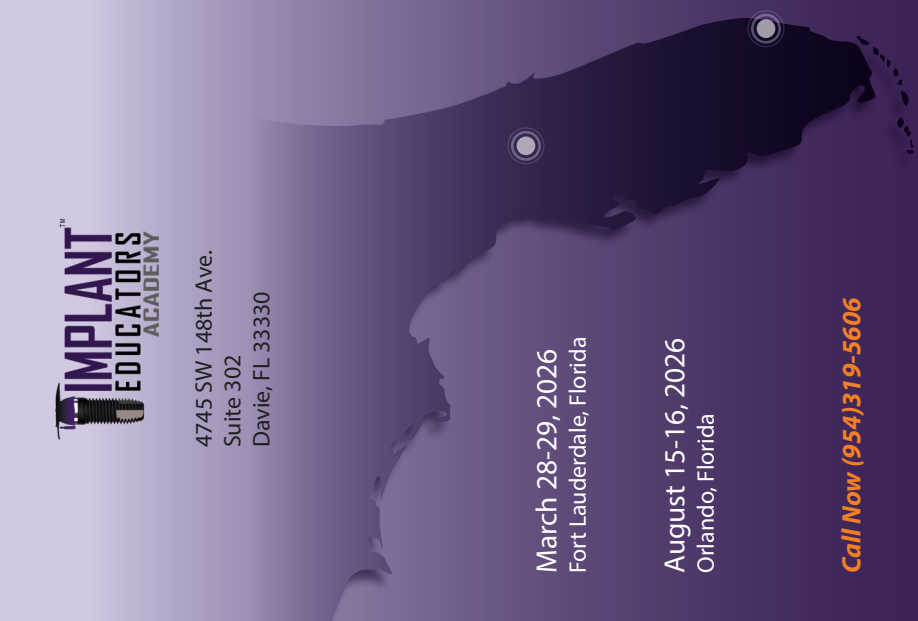 IMPLANT™
EDUCATORS
ACADEMY
4745 SW 148th Ave.
Suite 302
Davie, FL 33330
March 28-29, 2026
Fort Lauderdale, Florida
August 15-16, 2026
Orlando, Florida
Call Now (954)319-5606